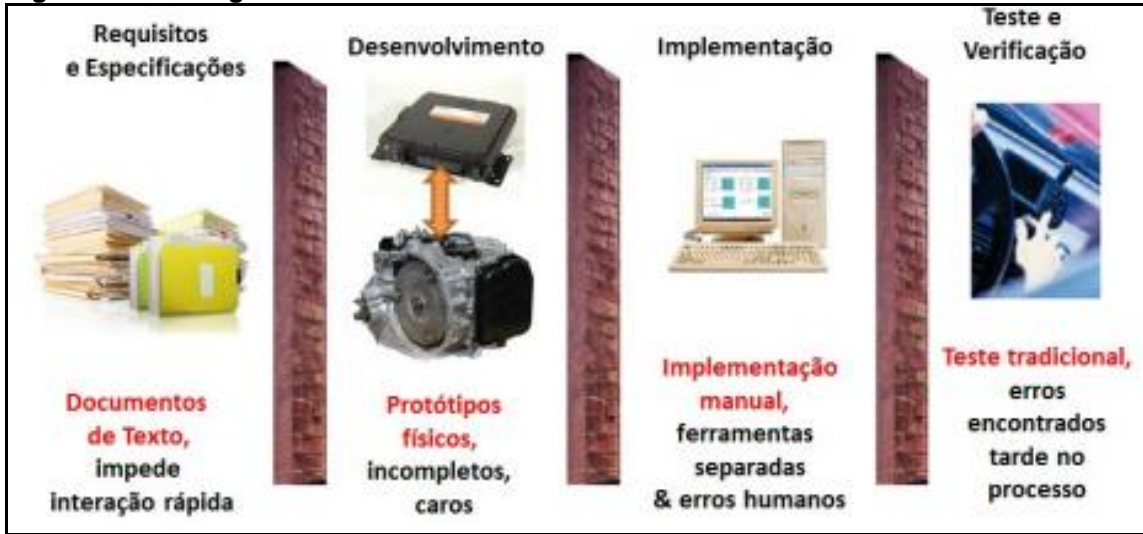 Requisitos
e Especificações
Documentos
de Texto,
impede
interação rápida
Desenvolvimento
Protótipos
físicos,
incompletos,
caros
Implementação
Implementação
manual,
ferramentas
separadas
& erros humanos
Teste e
Verificação
Teste tradicional,
erros
encontrados
tarde no
processo